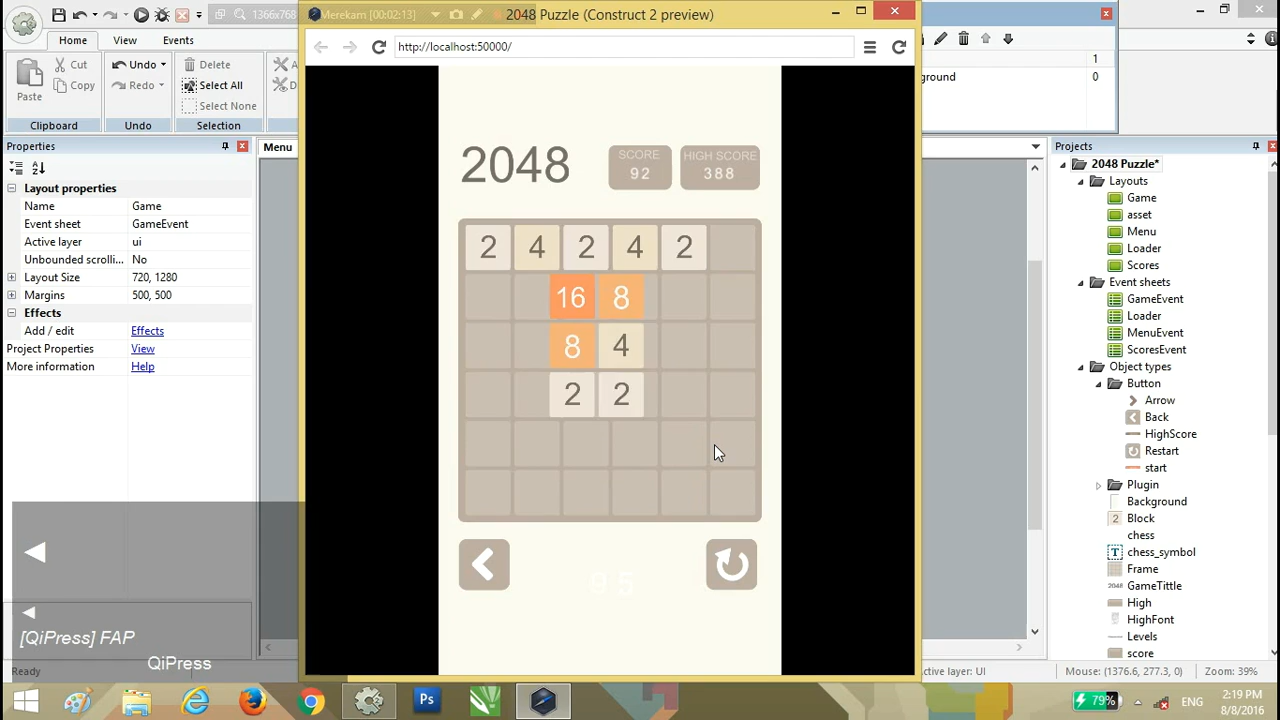 1366x768
Merekam [00:02:13]
2048 Puzzle (Construct 2 preview)
http://localhost:50000/
Home
View
Events
Paste
Cut
Copy
Clipboard
Undo
Redo
Undo
Delete
Select All
Select None
Selection
1
ground
0
Properties
Layout properties
Name Game
Event sheet GameEvent
Active layer ui
Unbounded scrolli... No
Layout Size 720, 1280
Margins 500, 500
Effects
Add / edit Effects
Project Properties View
More information Help
Menu
2048
SCORE
92
HIGH SCORE
388
2 4 2 4 2
16 8
8 4
2 2
9:5
Projects
2048 Puzzle*
Layouts
Game
asset
Menu
Loader
Scores
Event sheets
GameEvent
Loader
MenuEvent
ScoresEvent
Object types
Button
Arrow
Back
HighScore
Restart
start
Plugin
Background
2 Block
chess
T chess_symbol
Frame
2048 GameTittle
High
HighFont
Levels
score
[QiPress] FAP
QiPress
Ready
ctive layer: UI
Mouse: (1376.6, 277.3, 0)
Zoom: 39%
Ps
79%
ENG
2:19 PM
8/8/2016